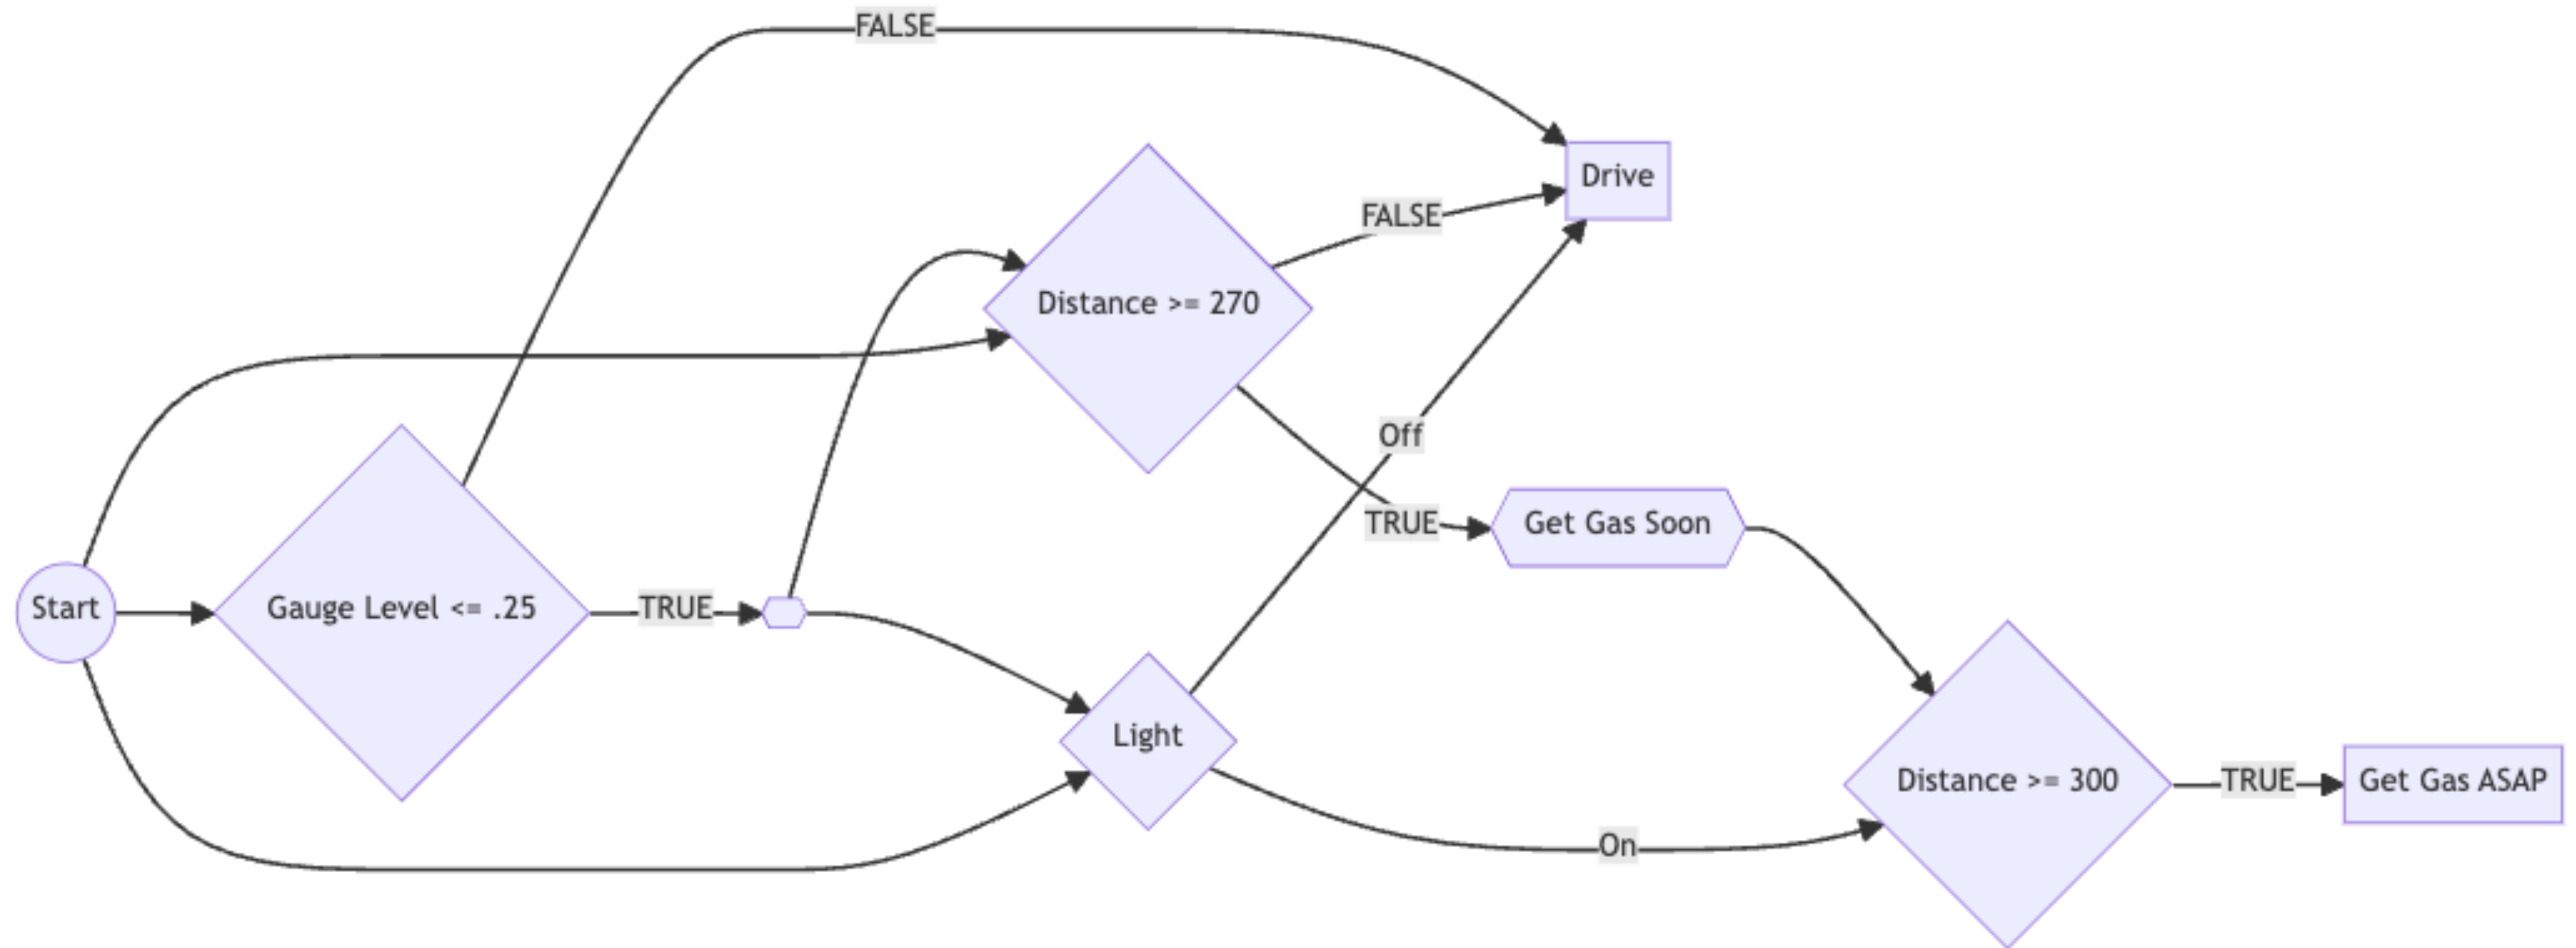 FALSE
Drive
FALSE
Distance >= 270
Off
TRUE
Get Gas Soon
Start
Gauge Level <= .25
TRUE
Light
Distance >= 300
TRUE
Get Gas ASAP
On